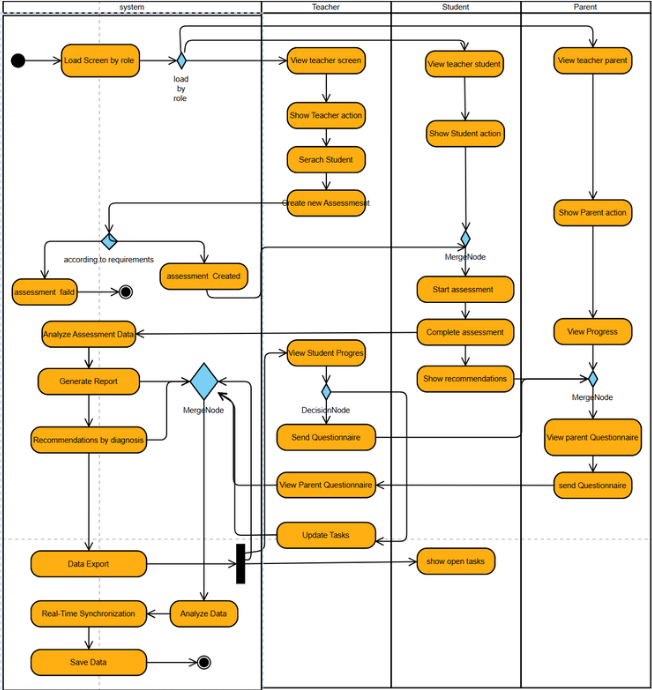 system
Teacher
Student
Parent
Load Screen by role
load
by
role
View teacher screen
View teacher student
View teacher parent
Show Teacher action
Show Student action
Serach Student
Create new Assessmesnt
Show Parent action
according to requirements
MergeNode
assessment Created
assessment faild
Start assessment
Analyze Assessment Data
Complete assessment
View Progress
View Student Progres
Generate Report
Show recommendations
MergeNode
MergeNode
DecisionNode
Recommendations by diagnosis
Send Questionnaire
View parent Questionnaire
View Parent Questionnaire
send Questionnaire
Update Tasks
Data Export
show open tasks
Real-Time Synchronization
Analyze Data
Save Data